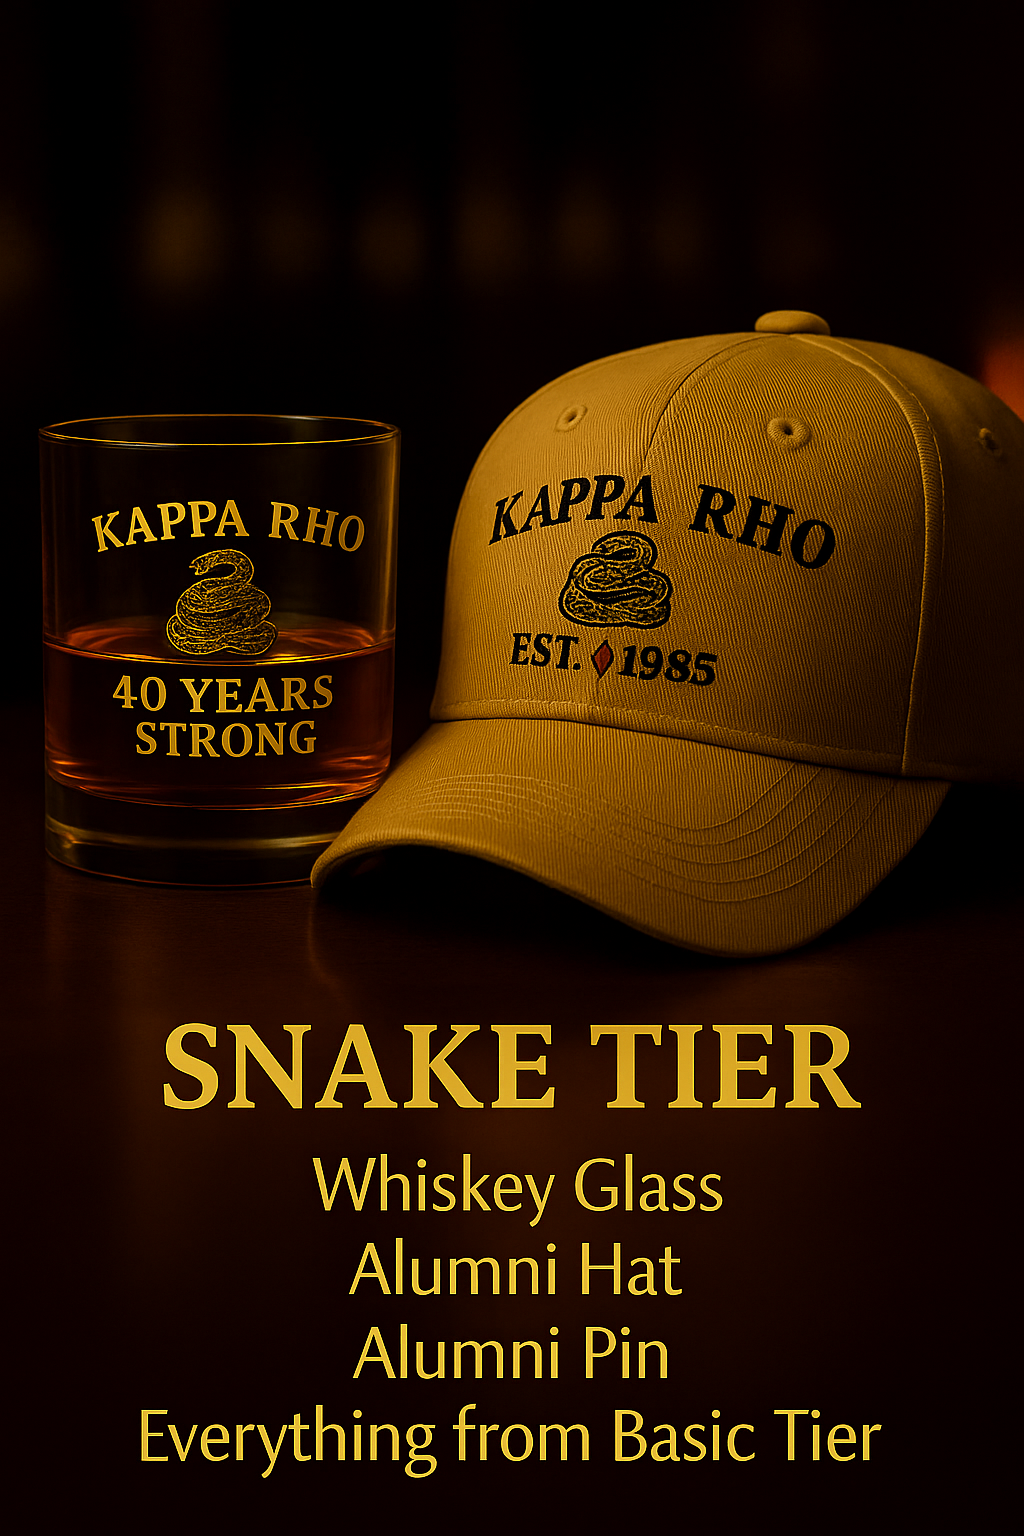 KAPPA RHO
40 YEARS
STRONG
KAPPA RHO
EST. 1985
SNAKE TIER
Whiskey Glass
Alumni Hat
Alumni Pin
Everything from Basic Tier